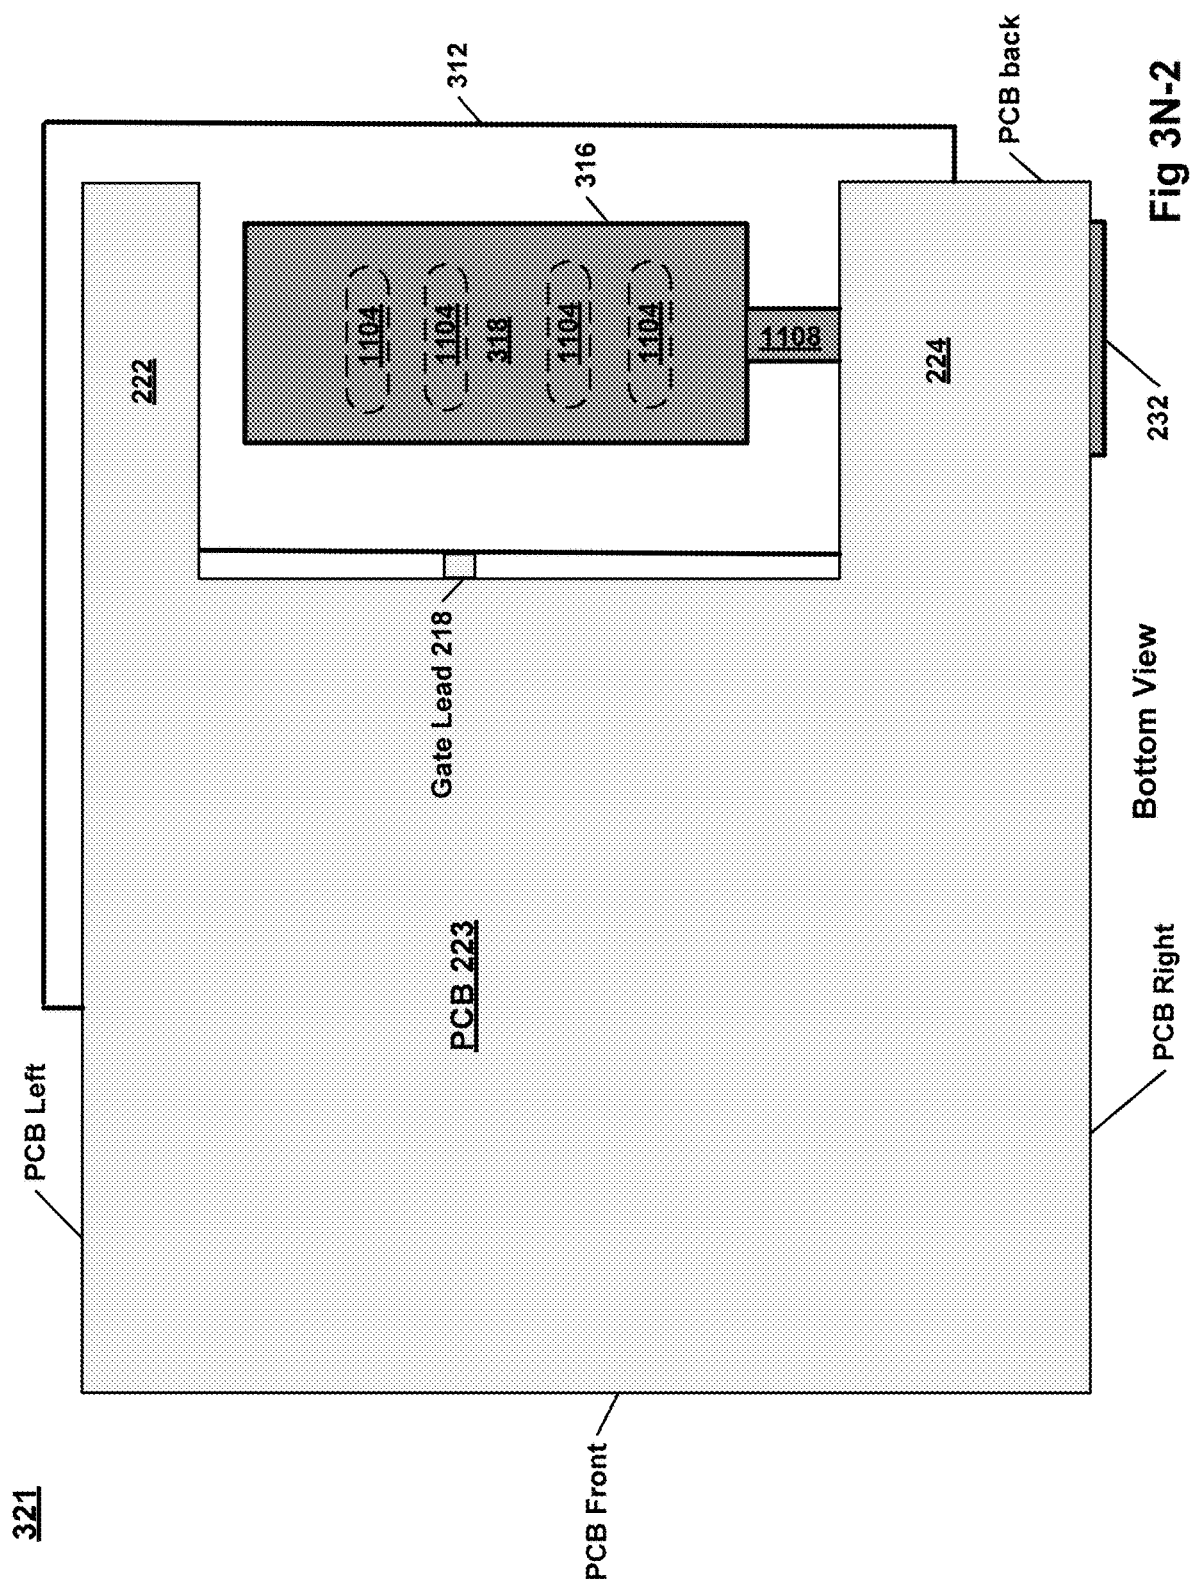 321
PCB Left
312
316
222
1104
1104
318
1104
1104
1108
224
PCB back
232
Gate Lead 218
PCB 223
PCB Front
PCB Right
Bottom View
Fig 3N-2